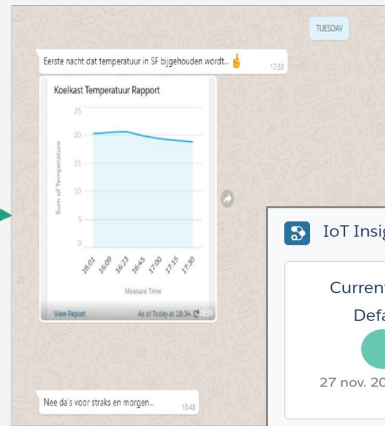 TUESDAY
Eerste nacht dat temperatuur in SF bijgehouden wordt...🤞
17:33
Koelkast Temperatuur Rapport
25
20
15
10
5
0
Sum of Temperature
16:01
16:09
16:23
16:45
17:00
17:15
17:30
Measure Time
View Report
As of Today at 18:34
Nee da's voor straks en morgen...
18:48
IoT Insig
Current
Defa
27 nov. 20